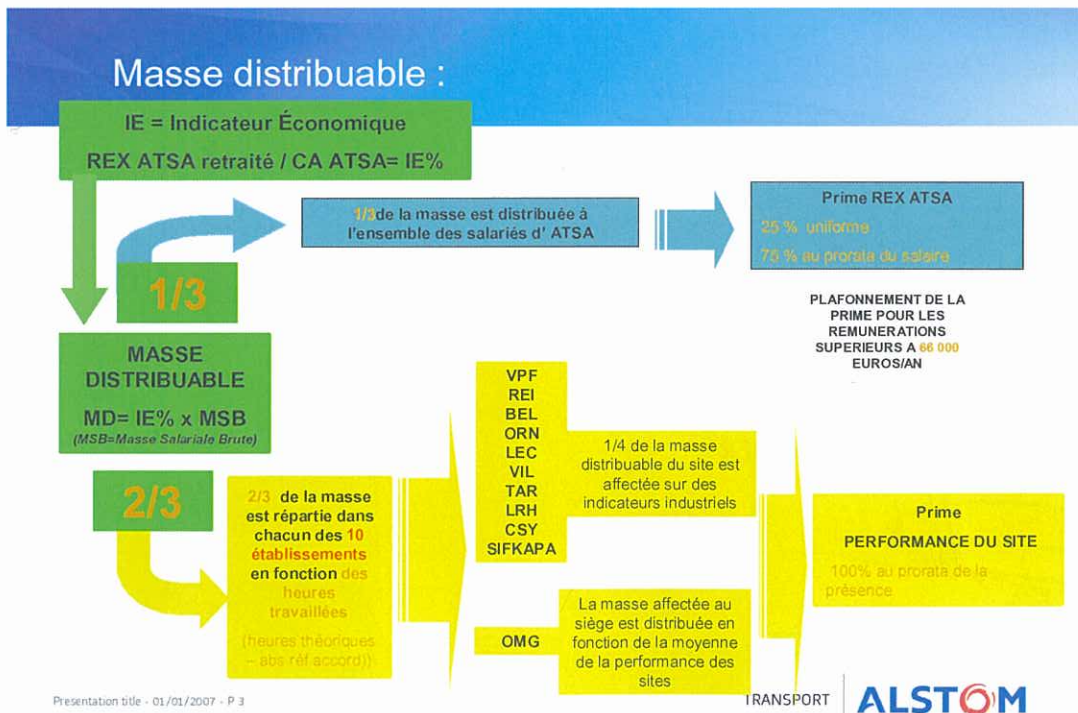 Masse distribuable :
IE = Indicateur Économique
REX ATSA retraité / CA ATSA= IE%
1/3de la masse est distribuée à
l'ensemble des salariés d' ATSA
Prime REX ATSA
25 % uniforme
75 % au prorata du salaire
1/3
PLAFONNEMENT DE LA
PRIME POUR LES
REMUNERATIONS
SUPERIEURS A 66 000
EUROS/AN
MASSE
DISTRIBUABLE
MD= IE% x MSB
(MSB=Masse Salariale Brute)
2/3
2/3 de la masse
est répartie dans
chacun des 10
établissements
en fonction des
heures
travaillées
(heures théoriques
– abs réf accord))
VPF
REI
BEL
ORN
LEC
VIL
TAR
LRH
CSY
SIFKAPA
1/4 de la masse
distribuable du site est
affectée sur des
indicateurs industriels
OMG
La masse affectée au
siège est distribuée en
fonction de la moyenne
de la performance des
sites
Prime
PERFORMANCE DU SITE
100% au prorata de la
présence
Presentation title - 01/01/2007 - P 3
TRANSPORT
ALSTOM